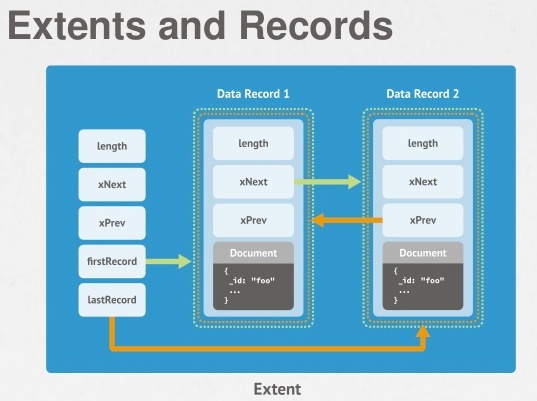 Extents and Records
Data Record 1
Data Record 2
length
xNext
xPrev
firstRecord
lastRecord
length
xNext
xPrev
Document
{
_id: "foo"
...
}
length
xNext
xPrev
Document
{
_id: "foo"
...
}
Extent